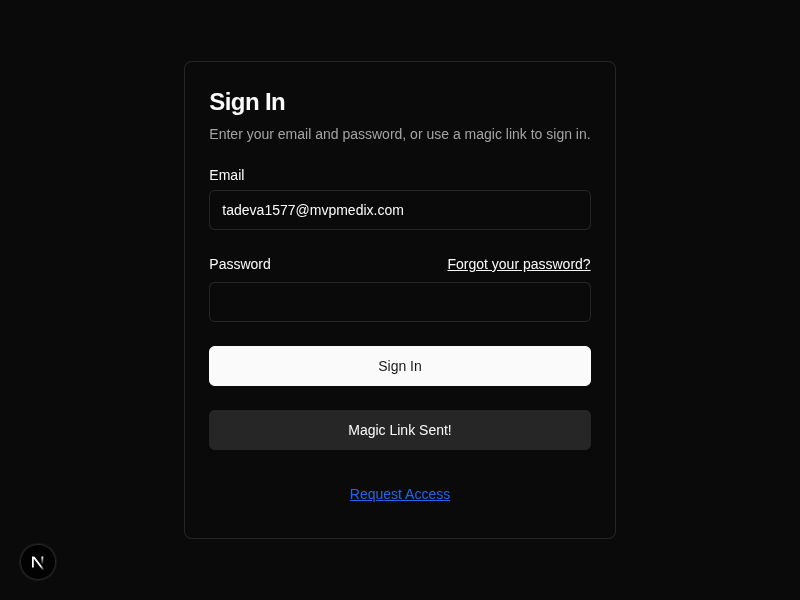 Sign In
Enter your email and password, or use a magic link to sign in.
Email
tadeva1577@mvpmedix.com
Password Forgot your password?
Sign In
Magic Link Sent!
Request Access
N